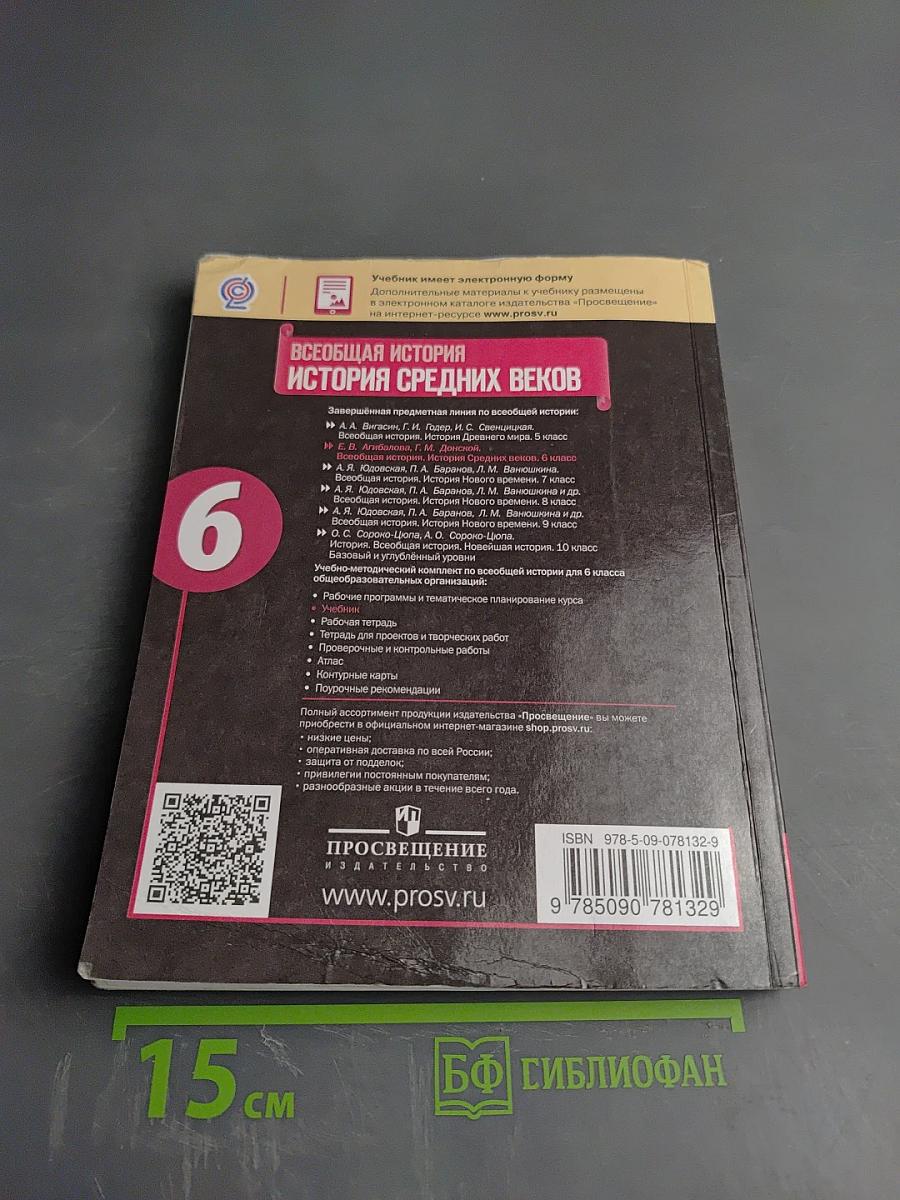 Учебник имеет электронную форму
Дополнительные материалы к учебнику размещены
в электронном каталоге издательства «Просвещение»
на интернет-ресурсе www.prosv.ru
ВСЕОБЩАЯ ИСТОРИЯ
ИСТОРИЯ СРЕДНИХ ВЕКОВ
Завершённая предметная линия по всеобщей истории:
А.А. Вигасин, Г.И. Годер, И.С. Свенцицкая.
Всеобщая история. История Древнего мира. 5 класс
Е. В. Агибалова, Г.М. Донской.
Всеобщая история. История Средних веков. 6 класс
А.Я. Юдовская, П.А. Баранов, Л.М. Ванюшкина.
Всеобщая история. История Нового времени. 7 класс
А.Я. Юдовская, П.А. Баранов, Л.М. Ванюшкина и др.
Всеобщая история. История Нового времени. 8 класс
А.Я. Юдовская, П.А. Баранов, Л.М. Ванюшкина и др.
Всеобщая история. История Нового времени. 9 класс
О.С. Сороко-Цюпа, А.О. Сороко-Цюпа.
История. Всеобщая история. Новейшая история. 10 класс
Базовый и углублённый уровни
6
Учебно-методический комплект по всеобщей истории для 6 класса
общеобразовательных организаций:
• Рабочие программы и тематическое планирование курса
• Учебник
• Рабочая тетрадь
• Тетрадь для проектов и творческих работ
• Проверочные и контрольные работы
• Атлас
• Контурные карты
• Поурочные рекомендации
Полный ассортимент продукции издательства «Просвещение» вы можете
приобрести в официальном интернет-магазине shop.prosv.ru:
• низкие цены;
• оперативная доставка по всей России;
• защита от подделок;
• привилегии постоянным покупателям;
• разнообразные акции в течение всего года.
ПРОСВЕЩЕНИЕ
ИЗДАТЕЛЬСТВО
www.prosv.ru
ISBN 978-5-09-078132-9
9 785090 781329
15 см
БФ БИБЛИОФАН